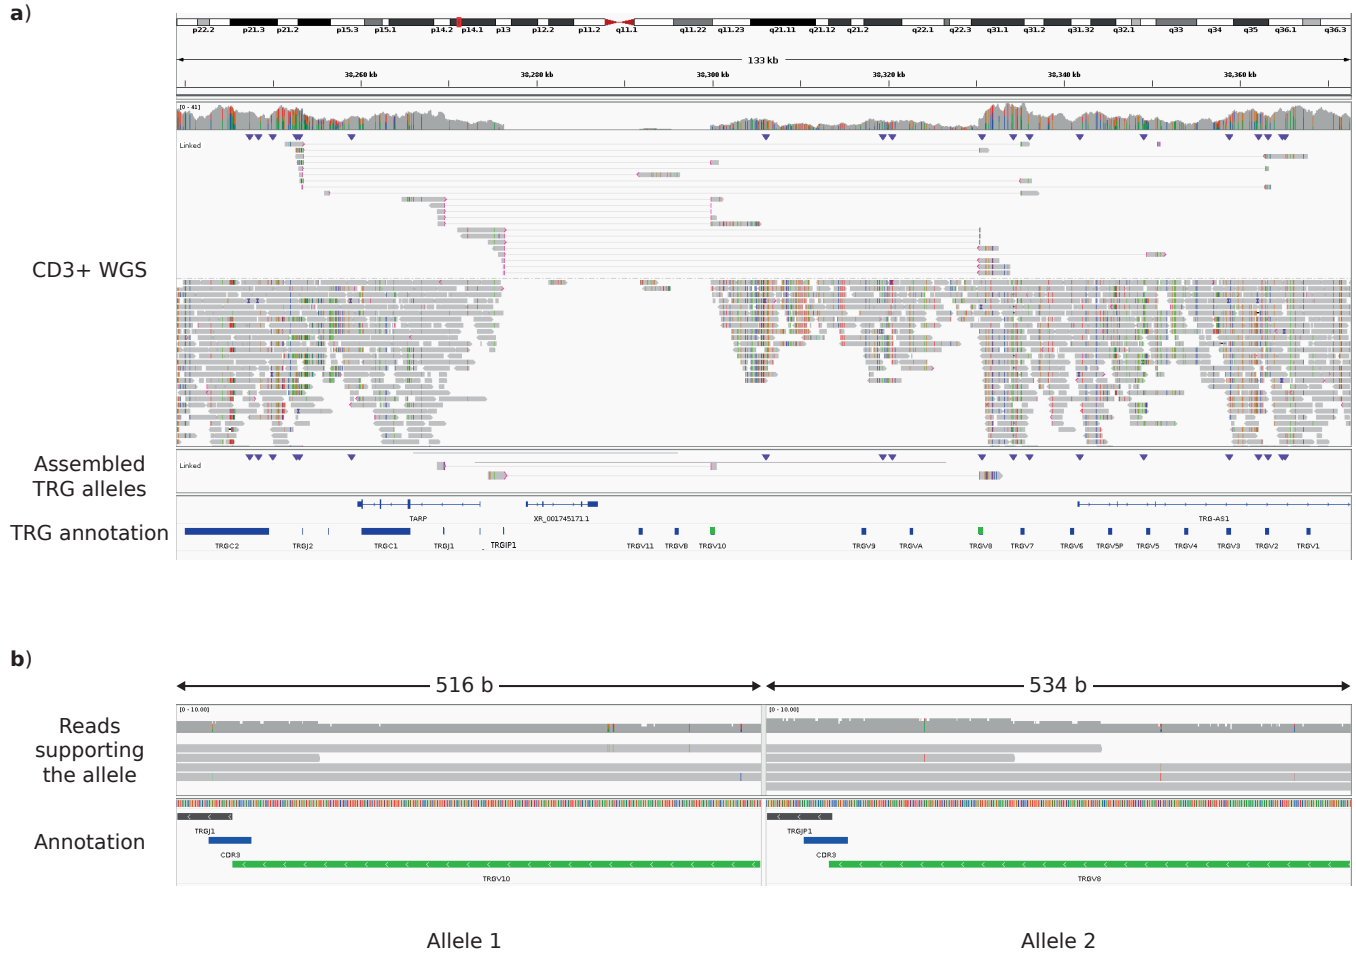 a)
p22.2 p21.3 p21.2 p15.3 p15.1 p14.2 p14.1 p13 p12.2 p11.2 q11.1 q11.22 q11.23 q21.11 q21.12 q21.2 q22.1 q22.3 q31.1 q31.2 q31.32 q32.1 q33 q34 q35 q36.1 q36.3
133 kb
38,260 kb 38,280 kb 38,300 kb 38,320 kb 38,340 kb 38,360 kb
[0 - 41]
Linked
CD3+ WGS
Assembled
TRG alleles
Linked
TARP XR_001745171.1 TRG-AS1
TRG annotation
TRGC2 TRGJ2 TRGC1 TRGJ1 TRGJP1 TRGV11 TRGVB TRGV10 TRGV9 TRGVA TRGV8 TRGV7 TRGV6 TRGV5P TRGV5 TRGV4 TRGV3 TRGV2 TRGV1
b)
516 b 534 b
[0 - 10.00] [0 - 10.00]
Reads
supporting
the allele
Annotation
TRGJ1 TRGJP1
CDR3 CDR3
TRGV10 TRGV8
Allele 1 Allele 2